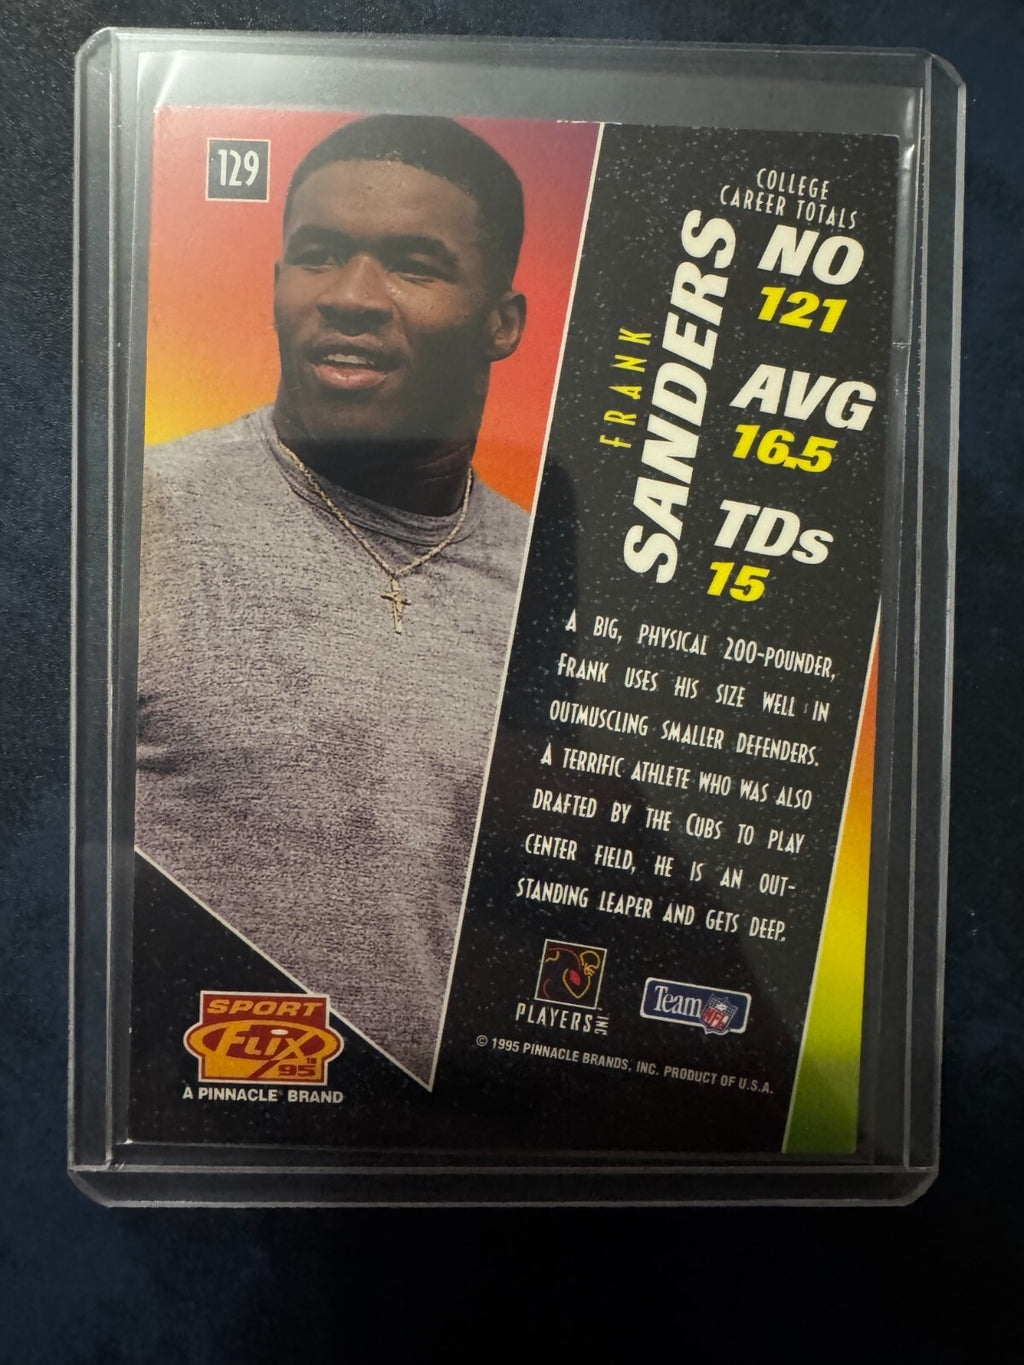 129
COLLEGE
CAREER TOTALS
NO
121
AVG
16.5
TDs
15
FRANK
SANDERS
A BIG, PHYSICAL 200-POUNDER,
FRANK USES HIS SIZE WELL IN
OUTMUSCLING SMALLER DEFENDERS.
A TERRIFIC ATHLETE WHO WAS ALSO
DRAFTED BY THE CUBS TO PLAY
CENTER FIELD, HE IS AN OUT-
STANDING LEAPER AND GETS DEEP.
PLAYERS INC
Team NFL
© 1995 PINNACLE BRANDS, INC. PRODUCT OF U.S.A.
SPORT
FLIX™
95
A PINNACLE BRAND